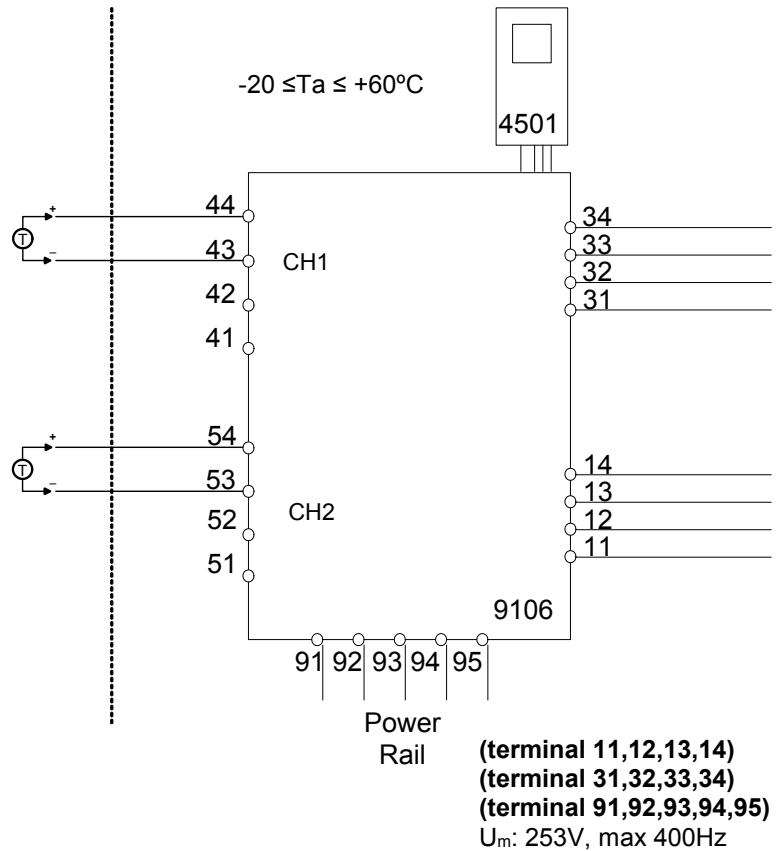 -20 ≤Ta ≤ +60ºC
4501
+
44
T
−
43
CH1
42
41
34
33
32
31
+
54
T
−
53
CH2
52
51
14
13
12
11
9106
91 92 93 94 95
Power
Rail
(terminal 11,12,13,14)
(terminal 31,32,33,34)
(terminal 91,92,93,94,95)
Um: 253V, max 400Hz